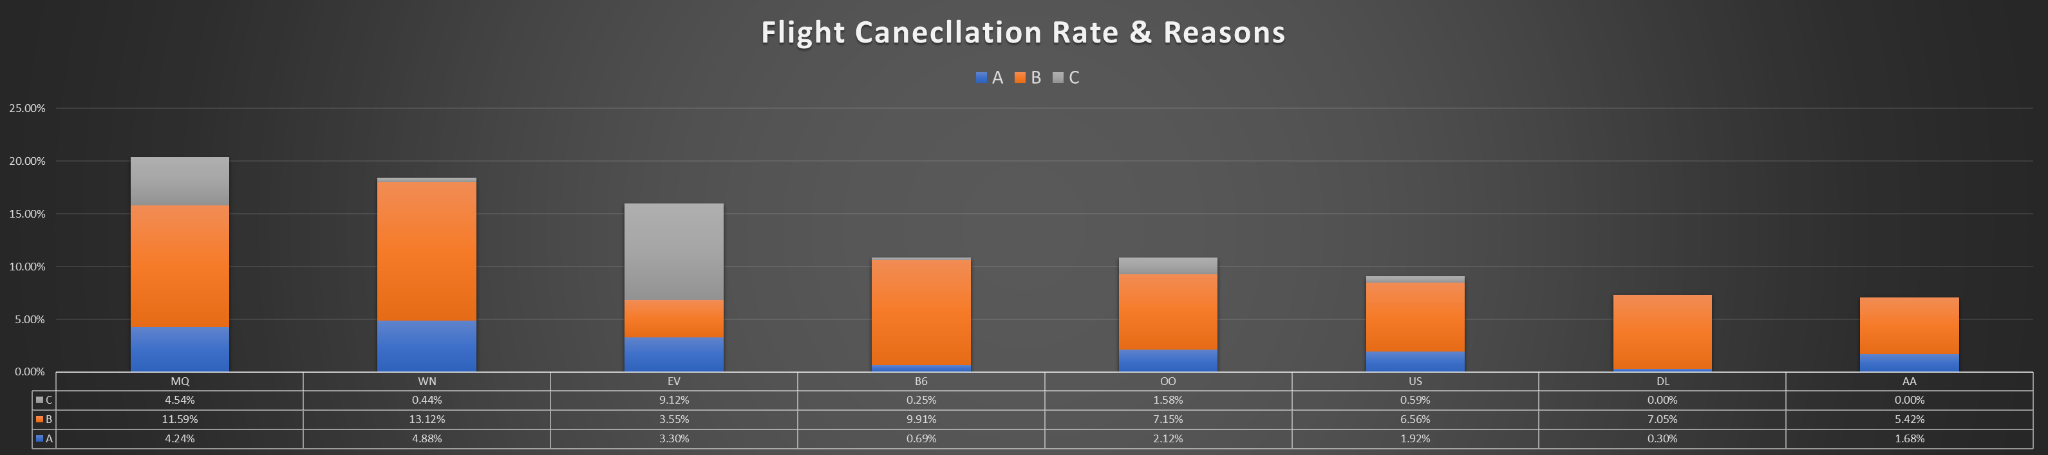 Flight Canecllation Rate & Reasons
A B C
25.00%
20.00%
15.00%
10.00%
5.00%
0.00%
MQ WN EV B6 OO US DL AA
C 4.54% 0.44% 9.12% 0.25% 1.58% 0.59% 0.00% 0.00%
B 11.59% 13.12% 3.55% 9.91% 7.15% 6.56% 7.05% 5.42%
A 4.24% 4.88% 3.30% 0.69% 2.12% 1.92% 0.30% 1.68%